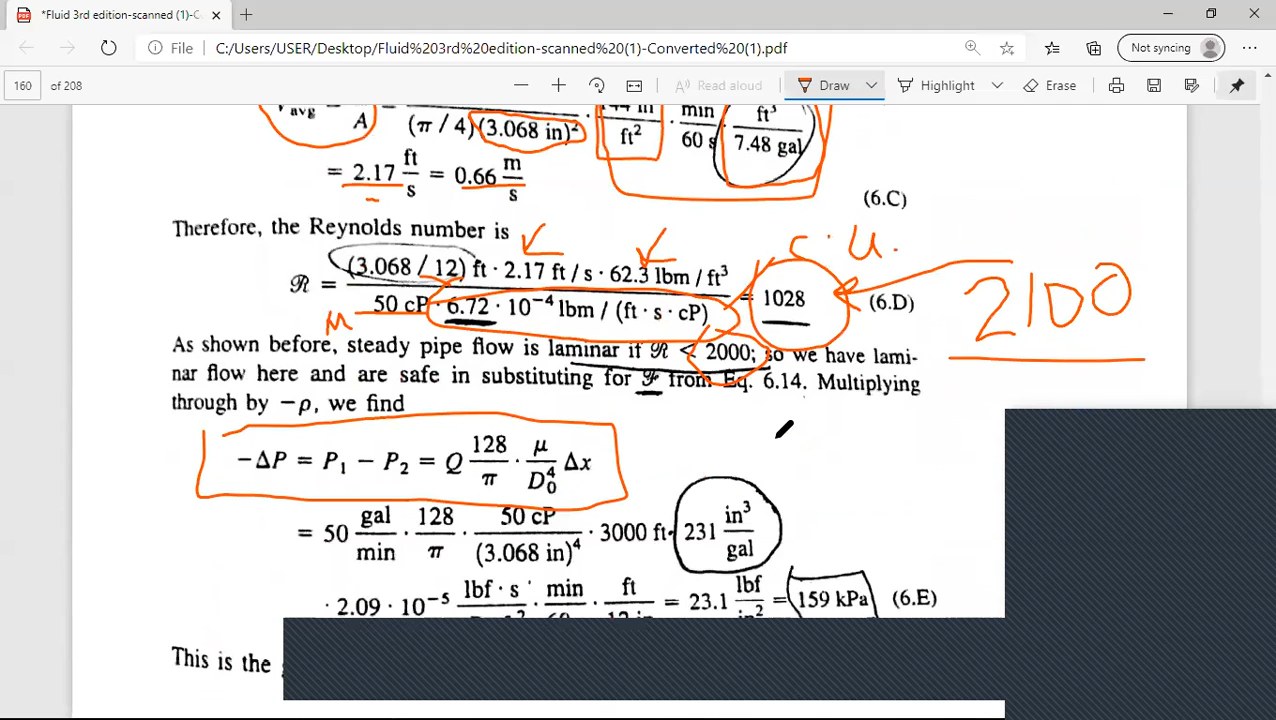 *Fluid 3rd edition-scanned (1)-Co
File C:/Users/USER/Desktop/Fluid%203rd%20edition-scanned%20(1)-Converted%20(1).pdf Not syncing
160 of 208 Read aloud Draw Highlight Erase
avg = / A = (π / 4)(3.068 in)² · ft² · min / 60 s · ft³ / 7.48 gal
= 2.17 ft / s = 0.66 m / s
(6.C)
Therefore, the Reynolds number is
C.U.
ℛ = (3.068 / 12) ft · 2.17 ft / s · 62.3 lbm / ft³ / 50 cP · 6.72 · 10⁻⁴ lbm / (ft · s · cP) = 1028 (6.D)
2100
M
As shown before, steady pipe flow is laminar if ℛ < 2000; so we have lami-
nar flow here and are safe in substituting for ℱ from Eq. 6.14. Multiplying
through by −ρ, we find
-ΔP = P₁ − P₂ = Q 128 / π · μ / D₀⁴ Δx
= 50 gal / min · 128 / π · 50 cP / (3.068 in)⁴ · 3000 ft · 231 in³ / gal
· 2.09 · 10⁻⁵ lbf · s / · min / · ft / = 23.1 lbf / in² = 159 kPa (6.E)
This is the